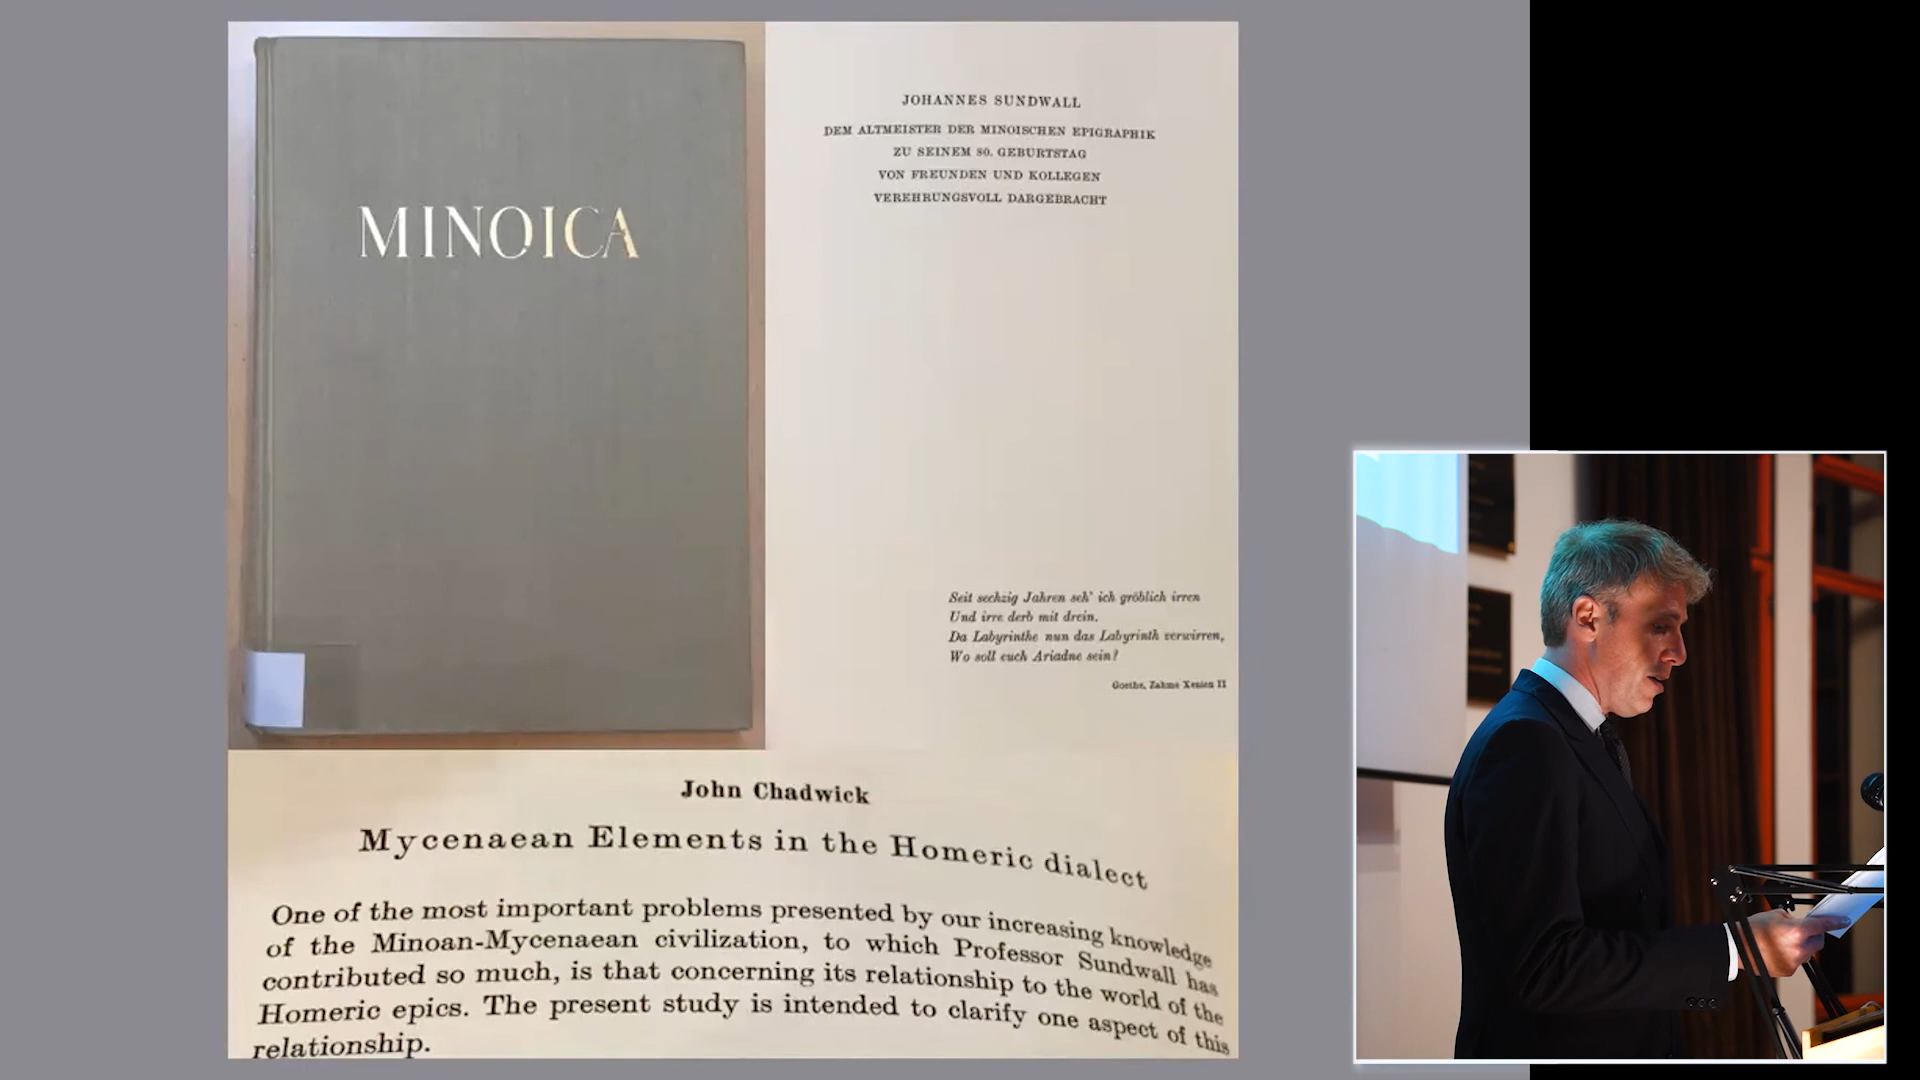 MINOICA
JOHANNES SUNDWALL
DEM ALTMEISTER DER MINOISCHEN EPIGRAPHIK
ZU SEINEM 80. GEBURTSTAG
VON FREUNDEN UND KOLLEGEN
VEREHRUNGSVOLL DARGEBRACHT
Seit sechzig Jahren seh' ich gröblich irren
Und irre derb mit drein.
Da Labyrinthe nun das Labyrinth verwirren,
Wo soll euch Ariadne sein?
Goethe, Zahme Xenien II
John Chadwick
Mycenaean Elements in the Homeric dialect
One of the most important problems presented by our increasing knowledge
of the Minoan-Mycenaean civilization, to which Professor Sundwall has
contributed so much, is that concerning its relationship to the world of the
Homeric epics. The present study is intended to clarify one aspect of this
relationship.